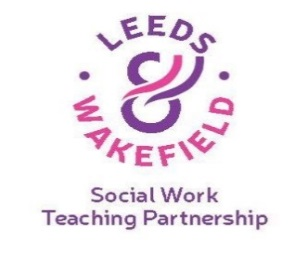 LEEDS
&
WAKEFIELD
Social Work
Teaching Partnership